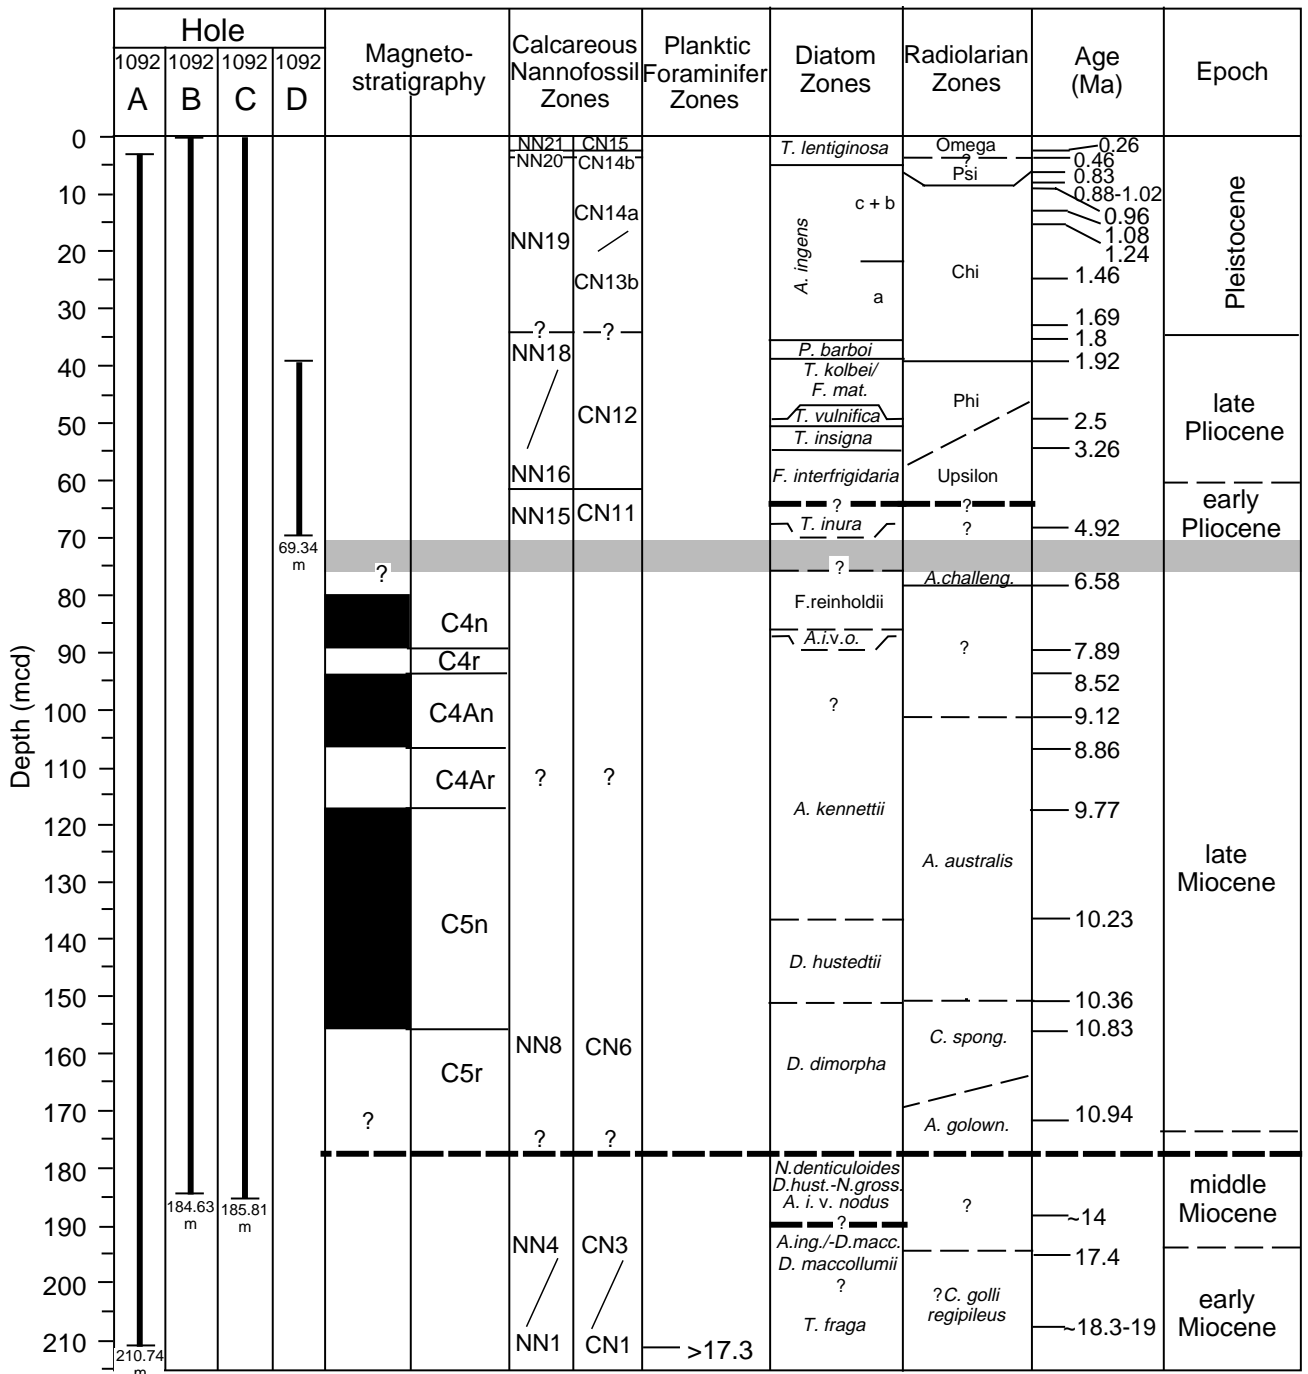 Hole
1092 1092 1092 1092
A B C D
Magneto-
stratigraphy
Calcareous
Nannofossil
Zones
Planktic
Foraminifer
Zones
Diatom
Zones
Radiolarian
Zones
Age
(Ma)
Epoch
Depth (mcd)
0
10
20
30
40
50
60
70
80
90
100
110
120
130
140
150
160
170
180
190
200
210
210.74
m
184.63
m
185.81
m
69.34
m
?
C4n
C4r
C4An
C4Ar
C5n
C5r
?
NN21
NN20
NN19
?
NN18
NN16
NN15
?
NN8
?
NN4
NN1
CN15
CN14b
CN14a
CN13b
?
CN12
CN11
?
CN6
?
CN3
CN1
>17.3
T. lentiginosa
A. ingens
c + b
a
P. barboi
T. kolbei/
F. mat.
T. vulnifica
T. insigna
F. interfrigidaria
?
T. inura
?
F.reinholdii
A.i.v.o.
?
A. kennettii
D. hustedtii
D. dimorpha
N.denticuloides
D.hust.-N.gross.
A. i. v. nodus
?
A.ing./-D.macc.
D. maccollumii
?
T. fraga
Omega
?
Psi
Chi
Phi
Upsilon
?
?
A.challeng.
?
A. australis
C. spong.
A. golown.
?
?C. golli
regipileus
0.26
0.46
0.83
0.88-1.02
0.96
1.08
1.24
1.46
1.69
1.8
1.92
2.5
3.26
4.92
6.58
7.89
8.52
9.12
8.86
9.77
10.23
10.36
10.83
10.94
~14
17.4
~18.3-19
Pleistocene
late
Pliocene
early
Pliocene
late
Miocene
middle
Miocene
early
Miocene